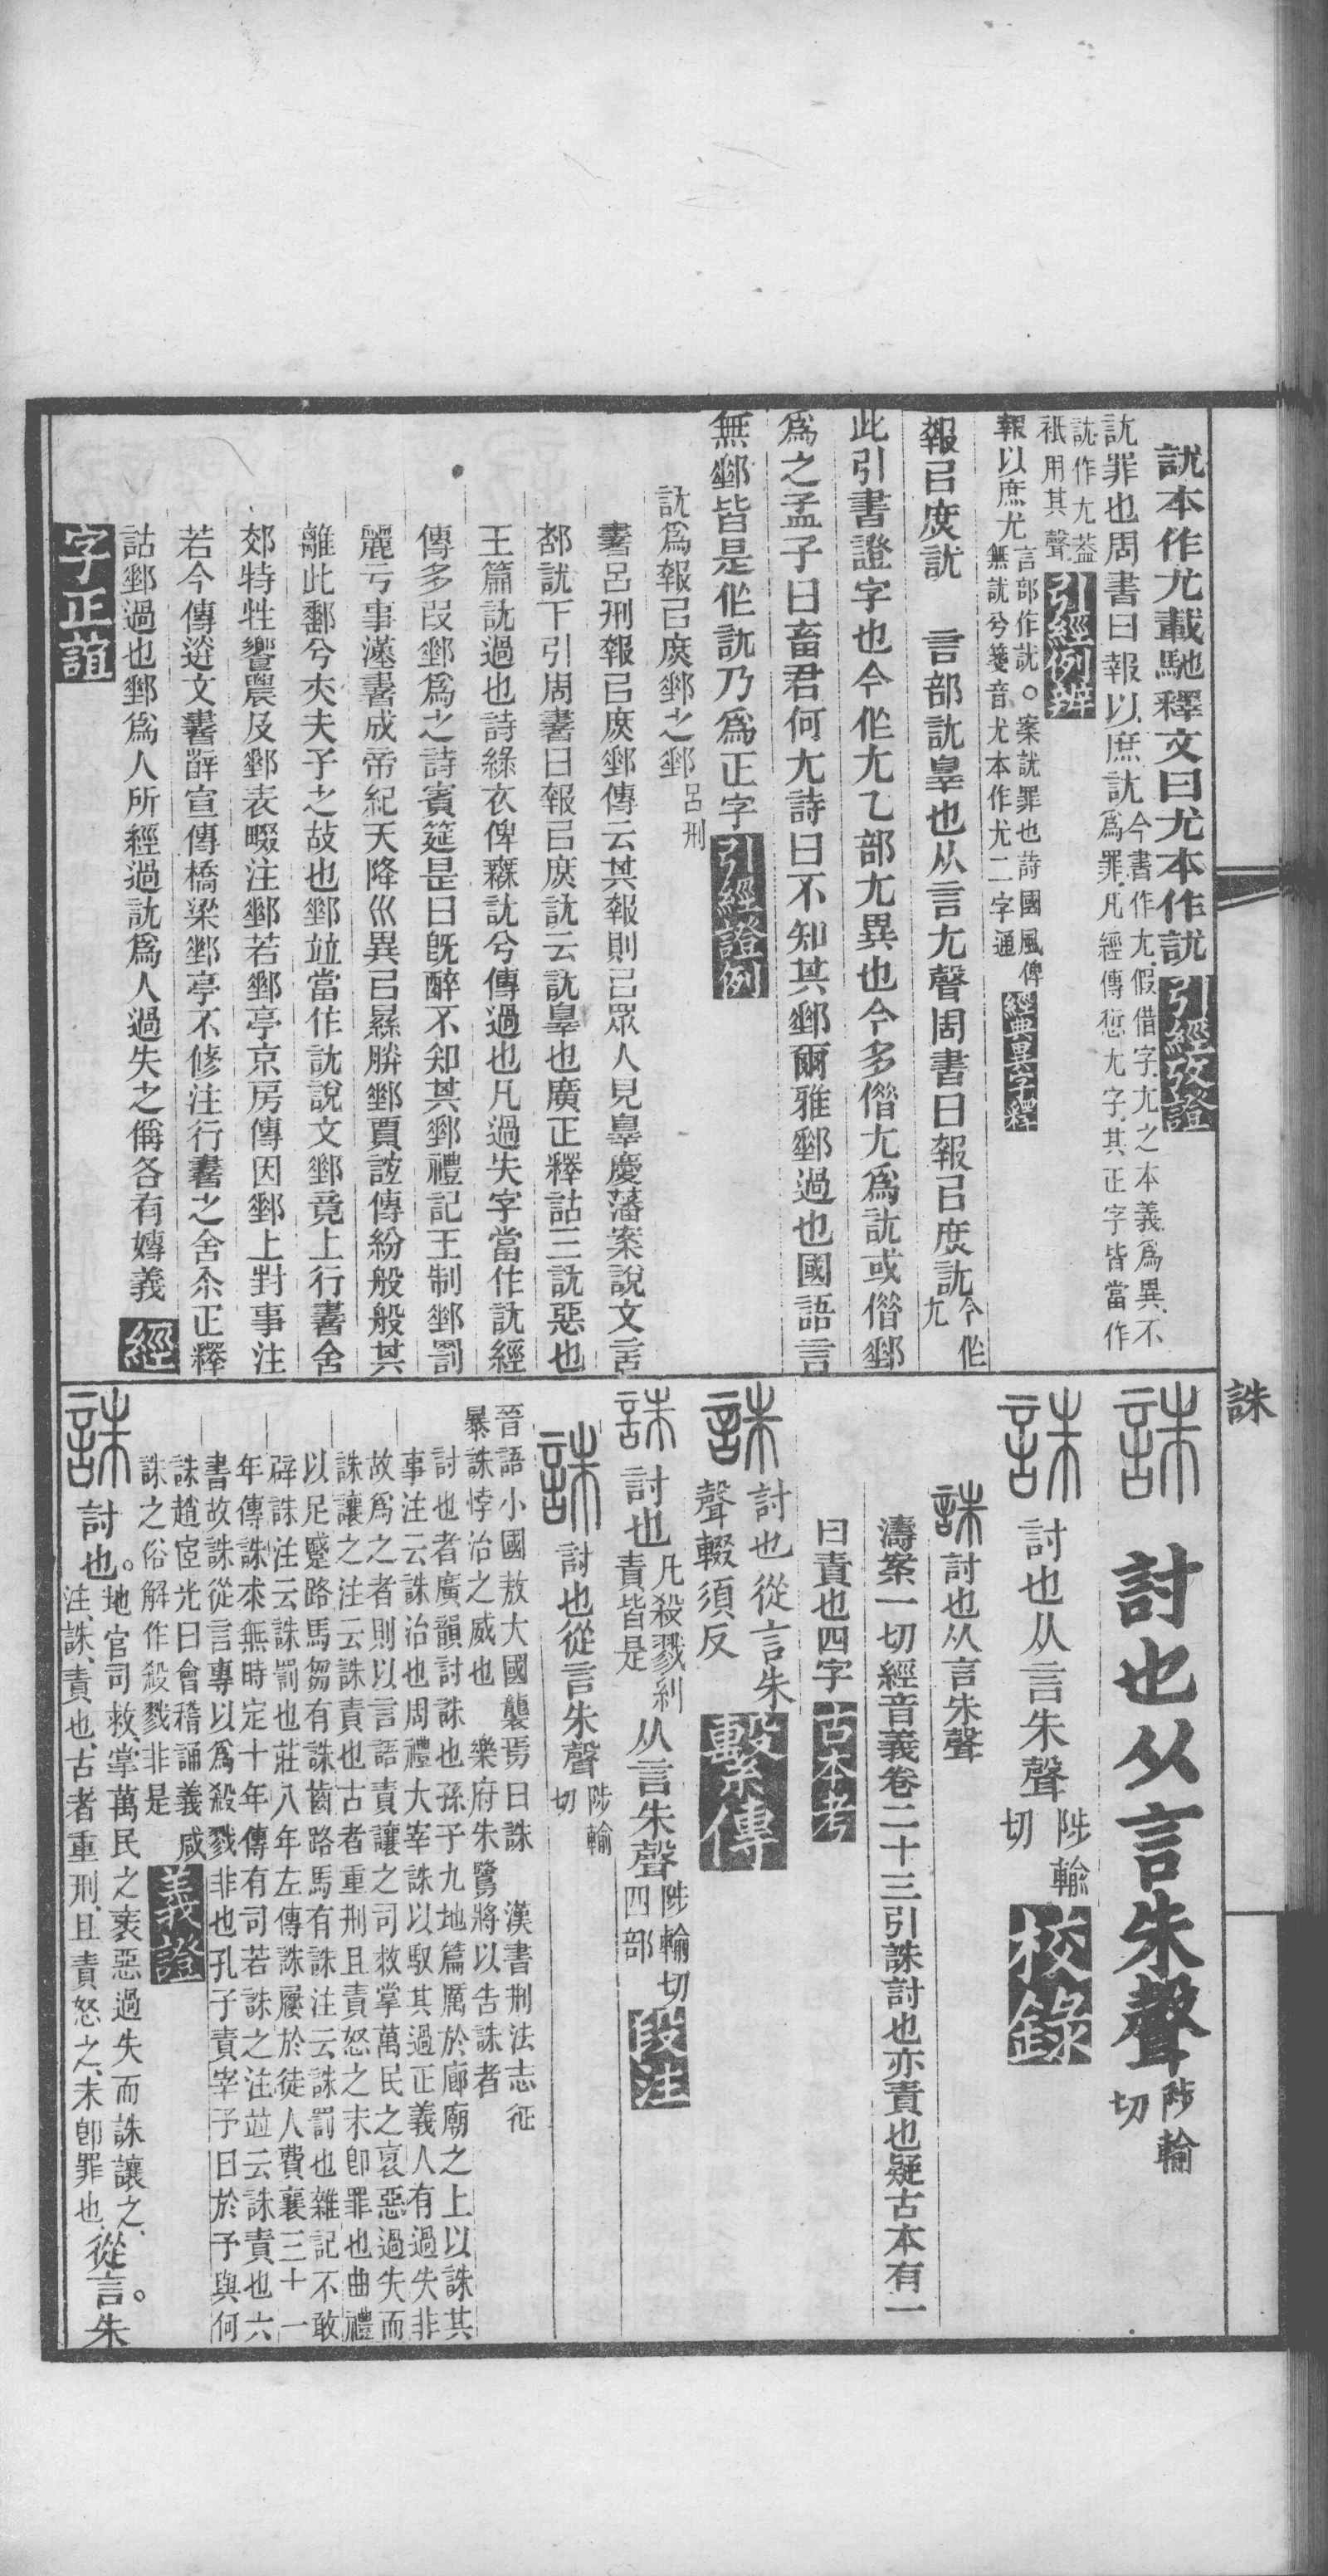 訧本作尤載馳釋文曰尤本作訧引經攷證
訧罪也周書曰報以庶訧今書作尤假借字尤之本義爲異不
爲罪凡經傳愆尤字其正字皆當作
訧作尤葢
祇用其聲引經例辨
報以庶尤言部作訧。案訧罪也詩國風俾
無訧兮箋音尤本作尤二字通經典異字釋
報㠯庶訧 言部訧辠也从言尤聲周書曰報㠯庶訧今作
尤
此引書證字也今作尤乙部尤異也今多借尤爲訧或借郵
爲之孟子曰畜君何尤詩曰不知其郵爾雅郵過也國語言
無郵皆是作訧乃爲正字引經證例
訧爲報㠯庶郵之郵呂刑
書呂刑報㠯庶郵傳云其報則㠯眾人見辠慶藩案說文言
部訧下引周書曰報㠯庶訧云訧辠也廣正釋詁三訧惡也
玉篇訧過也詩綠衣俾無訧兮傳過也凡過失字當作訧經
傳多叚郵爲之詩賓筵是曰旣醉不知其郵禮記王制郵罰
麗亏事漢書成帝紀天降災異㠯縣胅郵賈誼傳紛般般其
離此郵兮夫夫子之故也郵竝當作訧說文郵竟上行書舍
郊特牲饗農及郵表畷注郵若郵亭京房傳因郵上封事注
若今傳送文書辭宣傳橋梁郵亭不修注行書之舍尒正釋
詁郵過也郵爲人所經過訧爲人過失之偁各有專義經
字正誼
誅
誅 討也从言朱聲陟輸
切
誅 討也从言朱聲陟輸
切校錄
誅討也从言朱聲
濤案一切經音義卷二十三引誅討也亦責也疑古本有一
曰責也四字古本考
誅討也從言朱
聲輟須反繫傳
誅討也凡殺戮糾
責皆是从言朱聲陟輸切
四部段注
誅討也從言朱聲陟輸
切
晉語小國敖大國襲焉曰誅 漢書刑法志征
暴誅悖治之威也 樂府朱鷺將以吿誅者
討也者廣韻討誅也孫子九地篇厲於廊廟之上以誅其
事注云誅治也周禮大宰誅以馭其過正義人有過失非
故爲之者則以言語責讓之司救掌萬民之衺惡過失而
誅讓之注云誅責也古者重刑且責怒之未卽罪也曲禮
以足蹙路馬芻有誅齒路馬有誅注云誅罰也雜記不敢
辟誅注云誅罰也莊八年左傳誅屨於徒人費襄三十一
年傳誅求無時定十年傳有司若誅之注竝云誅責也六
書故誅從言專以爲殺戮非也孔子責宰予曰於予與何
誅趙宧光曰會稽誦義咸
誅之俗解作殺戮非是義證
誅討也。地官司救掌萬民之衺惡過失而誅讓之、
注、誅、責也、古者重刑、且責怒之、未卽罪也、從言。朱